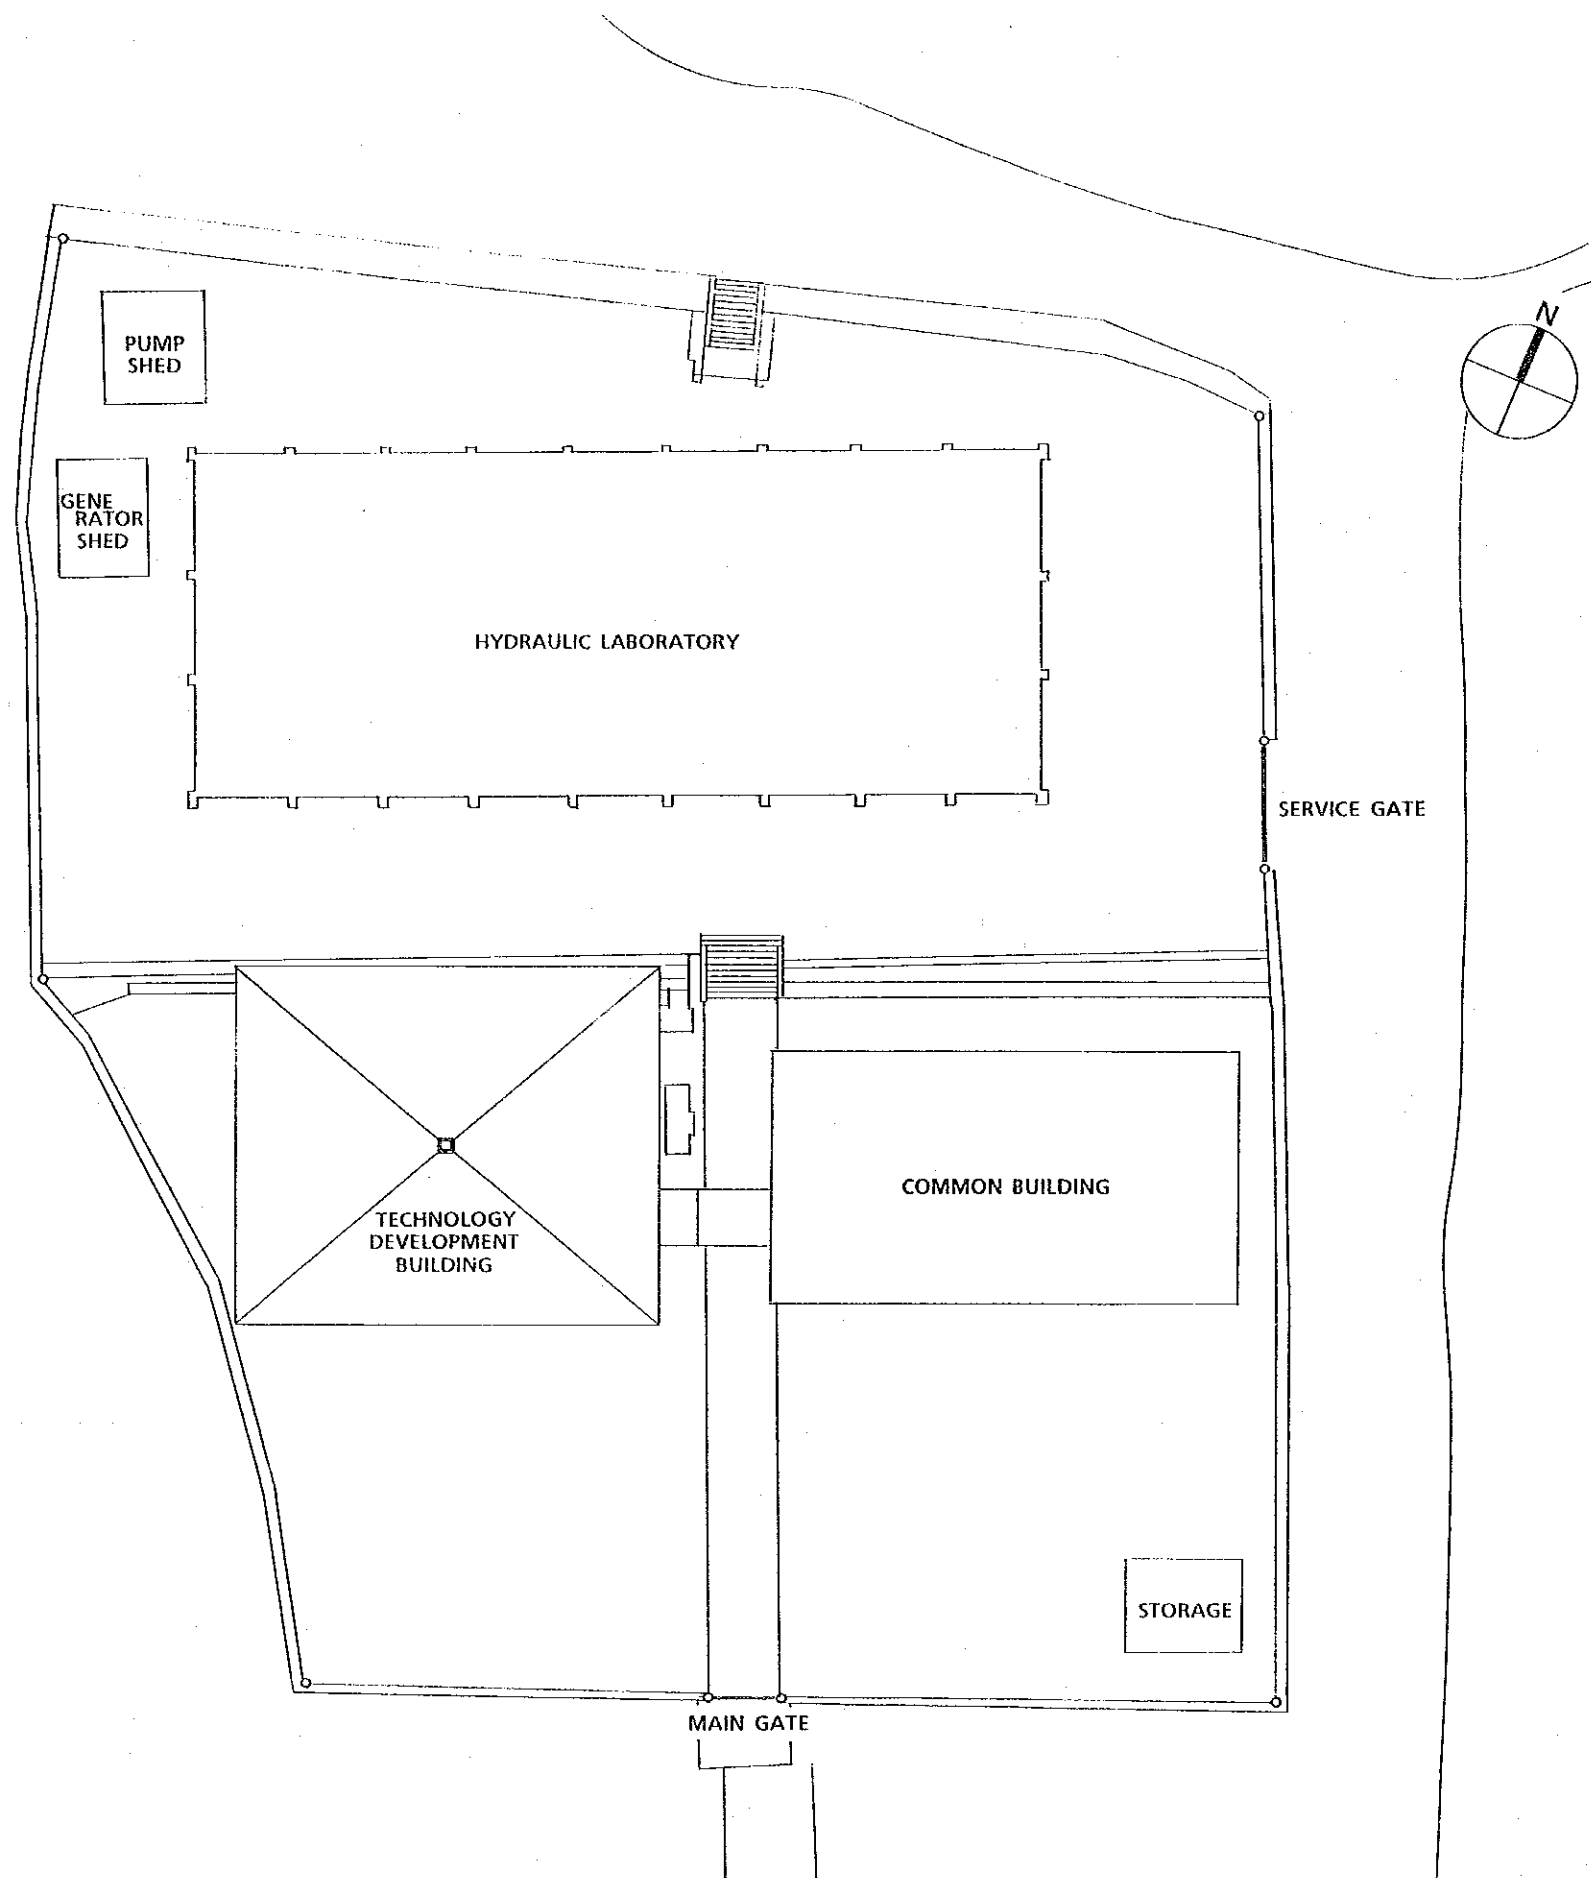 N
PUMP
SHED
GENE
RATOR
SHED
HYDRAULIC LABORATORY
SERVICE GATE
COMMON BUILDING
TECHNOLOGY
DEVELOPMENT
BUILDING
STORAGE
MAIN GATE